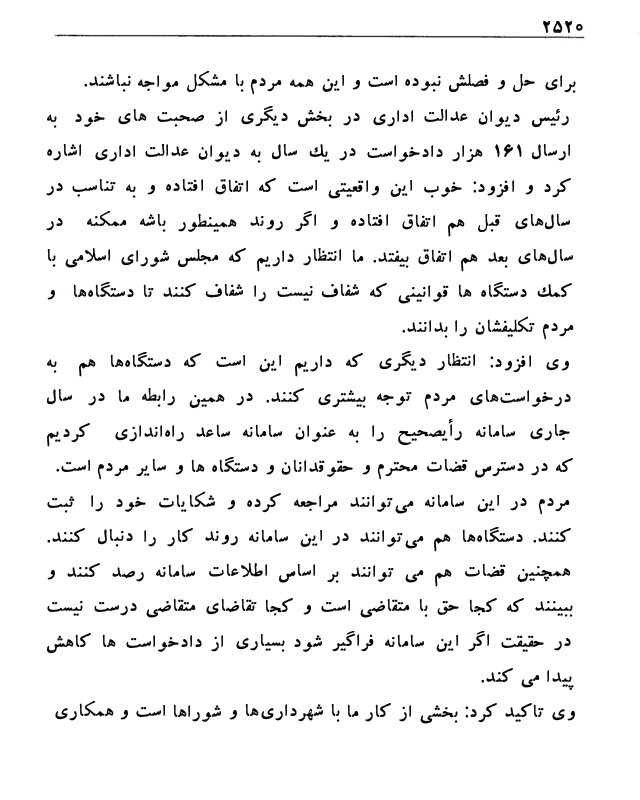 ۲۵۲۰
برای حل و فصلش نبوده است و این همه مردم با مشکل مواجه نباشند.
رئیس دیوان عدالت اداری در بخش دیگری از صحبت های خود به
ارسال ۱۶۱ هزار دادخواست در یك سال به دیوان عدالت اداری اشاره
کرد و افزود: خوب این واقعیتی است که اتفاق افتاده و به تناسب در
سال‌های قبل هم اتفاق افتاده و اگر روند همینطور باشه ممکنه در
سال‌های بعد هم اتفاق بیفتد. ما انتظار داریم که مجلس شورای اسلامی با
کمك دستگاه ها قوانینی که شفاف نیست را شفاف کنند تا دستگاه‌ها و
مردم تکلیفشان را بدانند.
وی افزود: انتظار دیگری که داریم این است که دستگاه‌ها هم به
درخواست‌های مردم توجه بیشتری کنند. در همین رابطه ما در سال
جاری سامانه رأیصحیح را به عنوان سامانه ساعد راه‌اندازی کردیم
که در دسترس قضات محترم و حقوقدانان و دستگاه ها و سایر مردم است.
مردم در این سامانه می‌توانند مراجعه کرده و شکایات خود را ثبت
کنند. دستگاه‌ها هم می‌توانند در این سامانه روند کار را دنبال کنند.
همچنین قضات هم می توانند بر اساس اطلاعات سامانه رصد کنند و
ببینند که کجا حق با متقاضی است و کجا تقاضای متقاضی درست نیست
در حقیقت اگر این سامانه فراگیر شود بسیاری از دادخواست ها کاهش
پیدا می کند.
وی تاکید کرد: بخشی از کار ما با شهرداری‌ها و شوراها است و همکاری